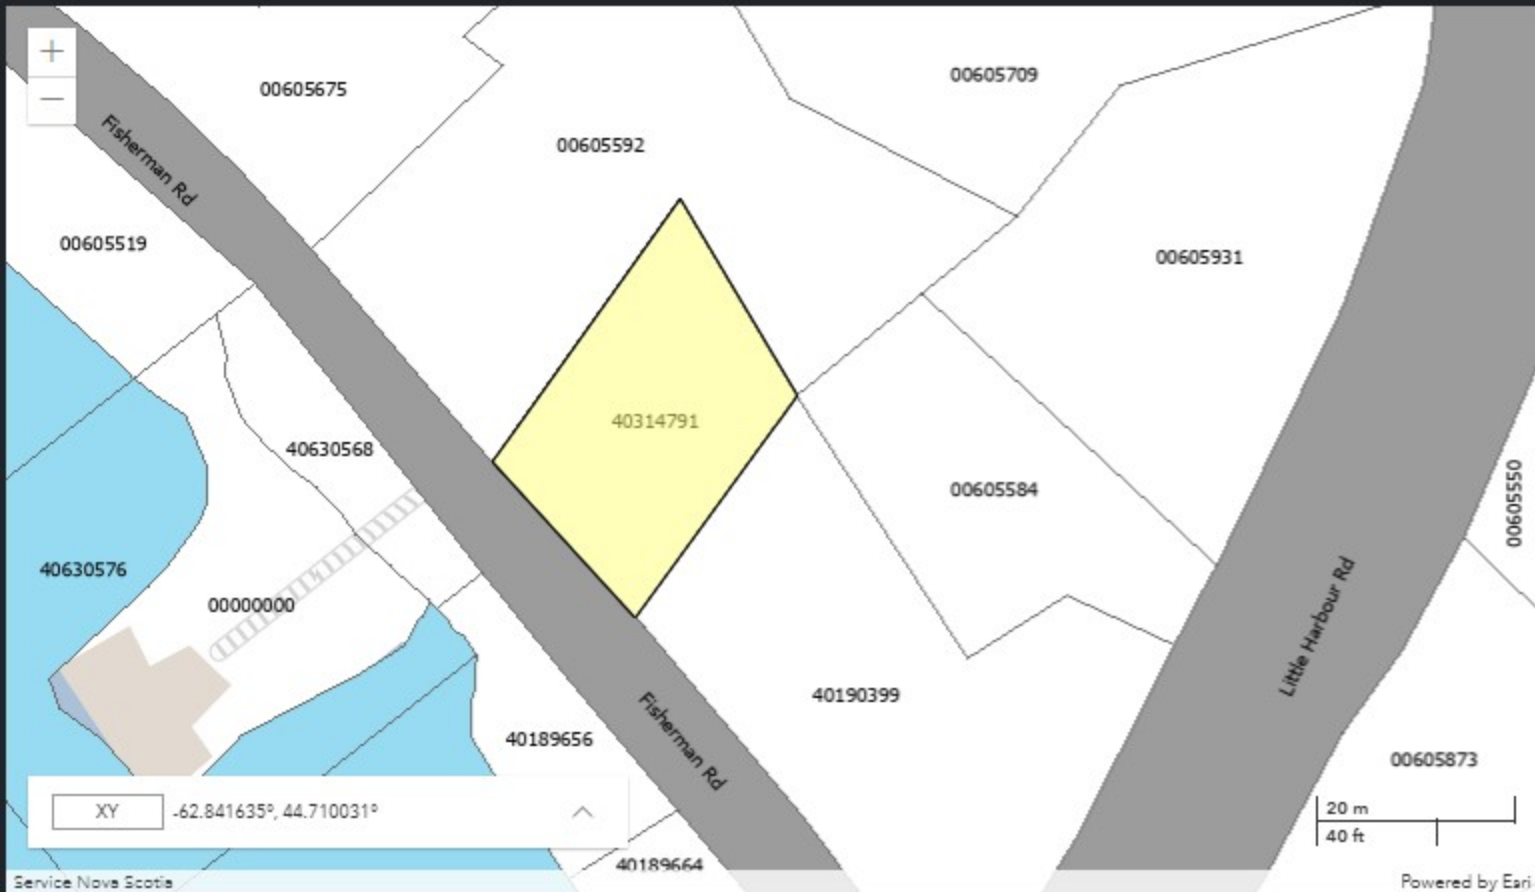 +
−
00605675
00605709
00605592
Fisherman Rd
00605519
00605931
40314791
40630568
00605584
00605550
40630576
00000000
Little Harbour Rd
40190399
Fisherman Rd
40189656
00605873
XY -62.841635°, 44.710031°
20 m
40 ft
40189664
Service Nova Scotia
Powered by Esri